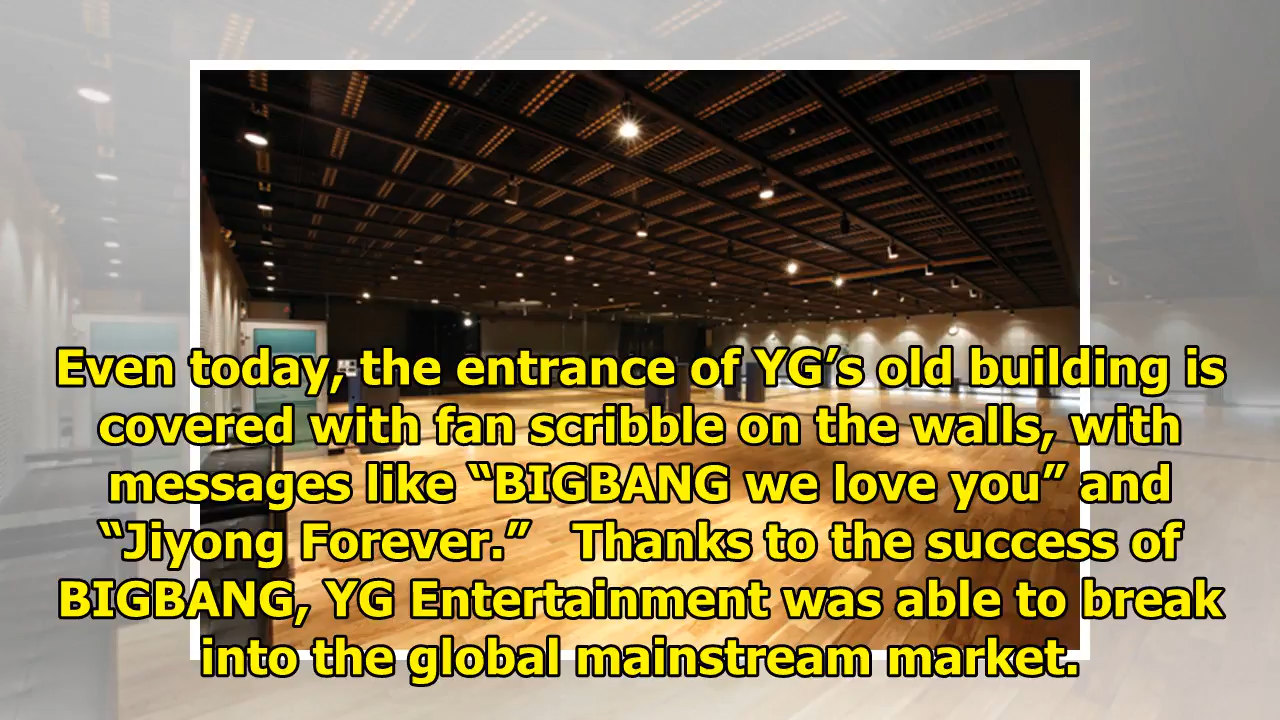 Even today, the entrance of YG’s old building is
covered with fan scribble on the walls, with
messages like “BIGBANG we love you” and
“Jiyong Forever.”   Thanks to the success of
BIGBANG, YG Entertainment was able to break
into the global mainstream market.